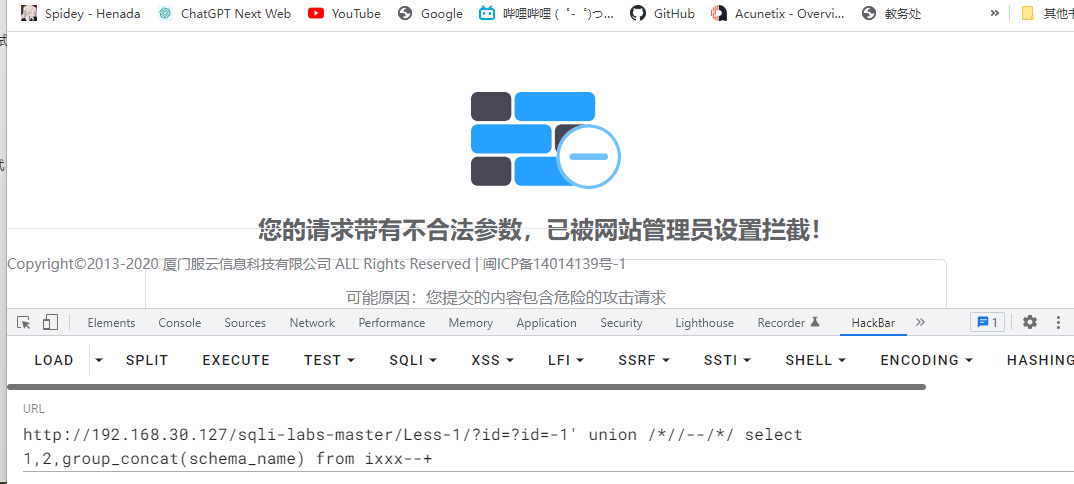 Spidey - Henada ChatGPT Next Web YouTube Google 哔哩哔哩 ( ゜- ゜)つ... GitHub Acunetix - Overvi... 教务处 » 其他书
试
式
您的请求带有不合法参数，已被网站管理员设置拦截！
Copyright©2013-2020 厦门服云信息科技有限公司 ALL Rights Reserved | 闽ICP备14014139号-1
可能原因：您提交的内容包含危险的攻击请求
Elements Console Sources Network Performance Memory Application Security Lighthouse Recorder HackBar » 1
LOAD SPLIT EXECUTE TEST SQLI XSS LFI SSRF SSTI SHELL ENCODING HASHING
URL
http://192.168.30.127/sqli-labs-master/Less-1/?id=?id=-1' union /*//--/*/ select
1,2,group_concat(schema_name) from ixxx--+